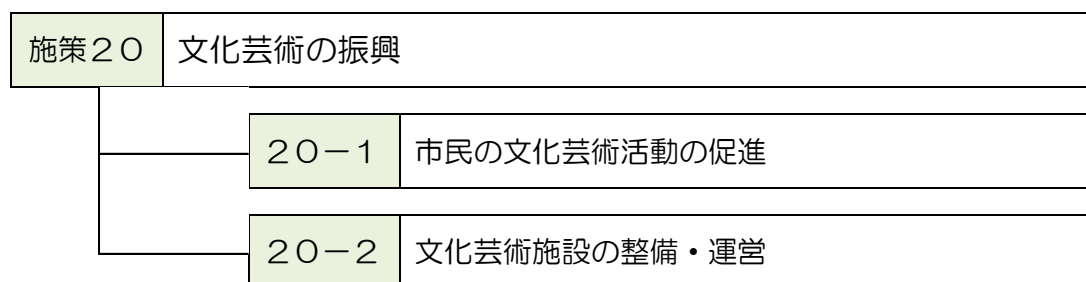 施策２０ 文化芸術の振興
２０－１ 市民の文化芸術活動の促進
２０－２ 文化芸術施設の整備・運営